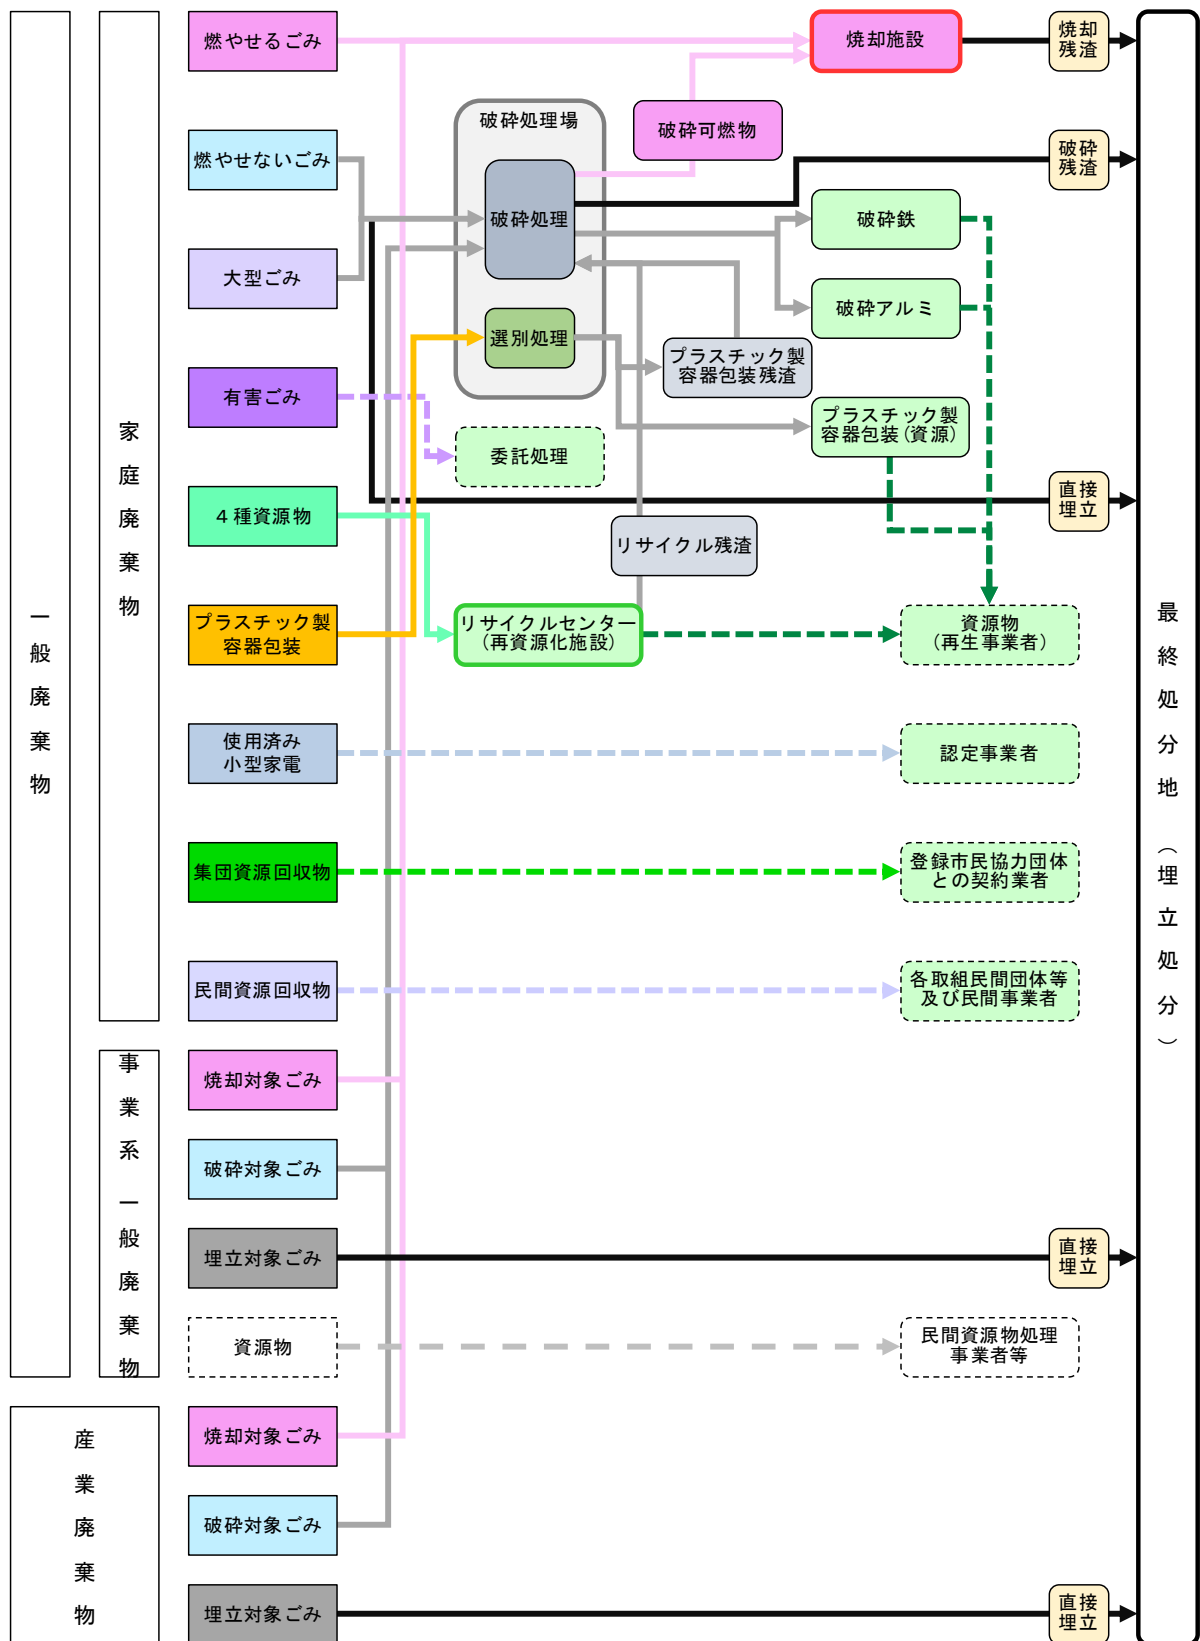 一般廃棄物
家庭廃棄物
事業系一般廃棄物
産業廃棄物
燃やせるごみ
燃やせないごみ
大型ごみ
有害ごみ
４種資源物
プラスチック製
容器包装
使用済み
小型家電
集団資源回収物
民間資源回収物
焼却対象ごみ
破砕対象ごみ
埋立対象ごみ
資源物
焼却対象ごみ
破砕対象ごみ
埋立対象ごみ
破砕処理場
破砕処理
選別処理
委託処理
リサイクルセンター
（再資源化施設）
破砕可燃物
プラスチック製
容器包装残渣
リサイクル残渣
焼却施設
破砕鉄
破砕アルミ
プラスチック製
容器包装（資源）
資源物
（再生事業者）
認定事業者
登録市民協力団体
との契約業者
各取組民間団体等
及び民間事業者
民間資源物処理
事業者等
焼却
残渣
破砕
残渣
直接
埋立
直接
埋立
直接
埋立
最終処分地（埋立処分）